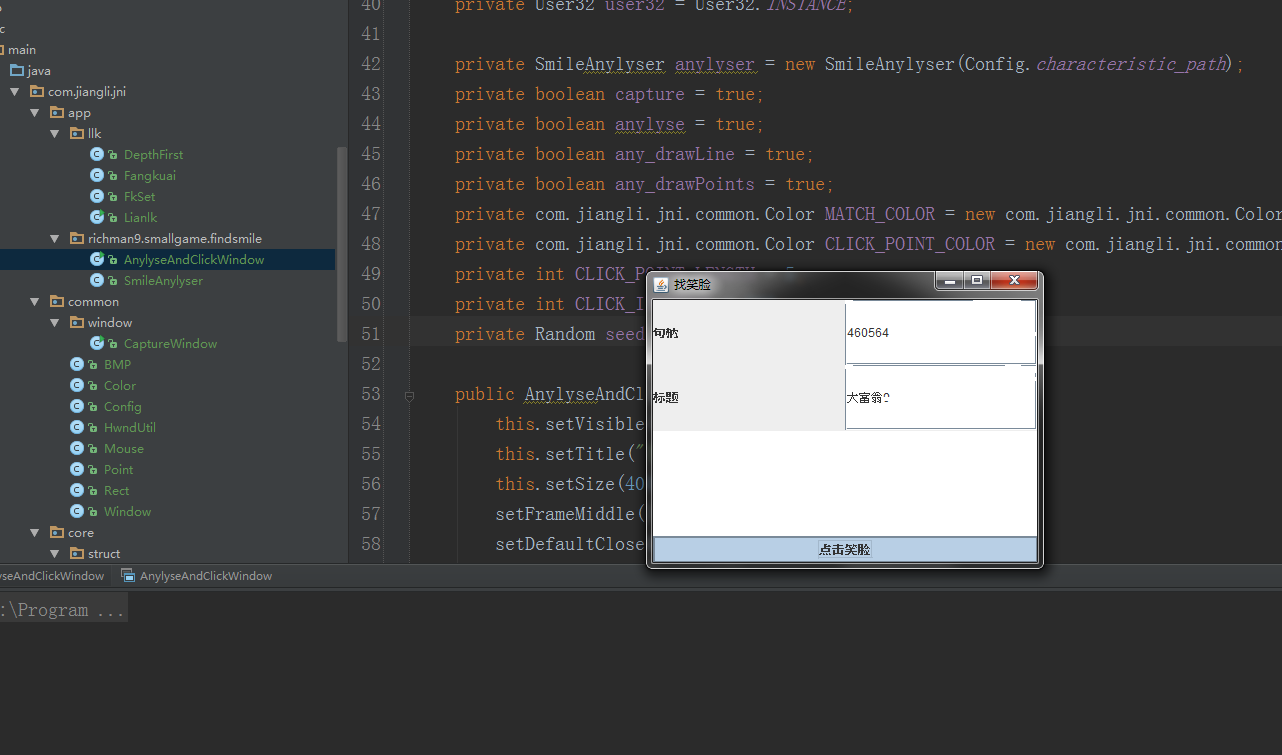 main
java
com.jiangli.jni
app
llk
DepthFirst
Fangkuai
FkSet
Lianlk
richman9.smallgame.findsmile
AnylyseAndClickWindow
SmileAnylyser
common
window
CaptureWindow
BMP
Color
Config
HwndUtil
Mouse
Point
Rect
Window
core
struct
40 private User32 user32 = User32.INSTANCE;
41
42 private SmileAnylyser anylyser = new SmileAnylyser(Config.characteristic_path);
43 private boolean capture = true;
44 private boolean anylyse = true;
45 private boolean any_drawLine = true;
46 private boolean any_drawPoints = true;
47 private com.jiangli.jni.common.Color MATCH_COLOR = new com.jiangli.jni.common.Color
48 private com.jiangli.jni.common.Color CLICK_POINT_COLOR = new com.jiangli.jni.common
49 private int CLICK_POINT_LENGTH = 5
50 private int CLICK_I
51 private Random seed
52
53 public AnylyseAndCl
54 this.setVisible
55 this.setTitle("
56 this.setSize(40
57 setFrameMiddle(
58 setDefaultClose
找笑脸
句柄
460564
标题
大富翁9
点击笑脸
yseAndClickWindow
AnylyseAndClickWindow
:\Program ...